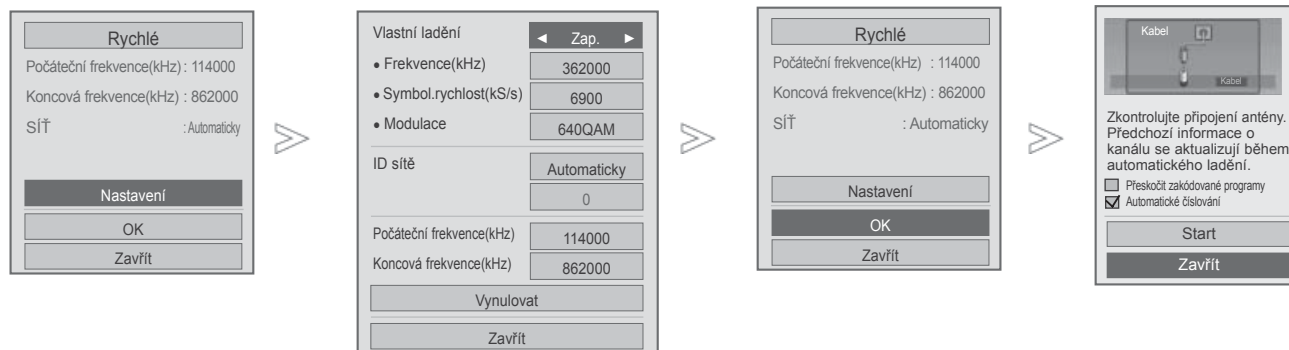 Rychlé
Počáteční frekvence(kHz) : 114000
Koncová frekvence(kHz) : 862000
SÍŤ : Automaticky
Nastavení
OK
Zavřít
Vlastní ladění ◄ Zap. ►
• Frekvence(kHz) 362000
• Symbol.rychlost(kS/s) 6900
• Modulace 640QAM
ID sítě Automaticky
0
Počáteční frekvence(kHz) 114000
Koncová frekvence(kHz) 862000
Vynulovat
Zavřít
Rychlé
Počáteční frekvence(kHz) : 114000
Koncová frekvence(kHz) : 862000
SÍŤ : Automaticky
Nastavení
OK
Zavřít
Kabel
Kabel
Zkontrolujte připojení antény.
Předchozí informace o
kanálu se aktualizují během
automatického ladění.
Přeskočit zakódované programy
Automatické číslování
Start
Zavřít